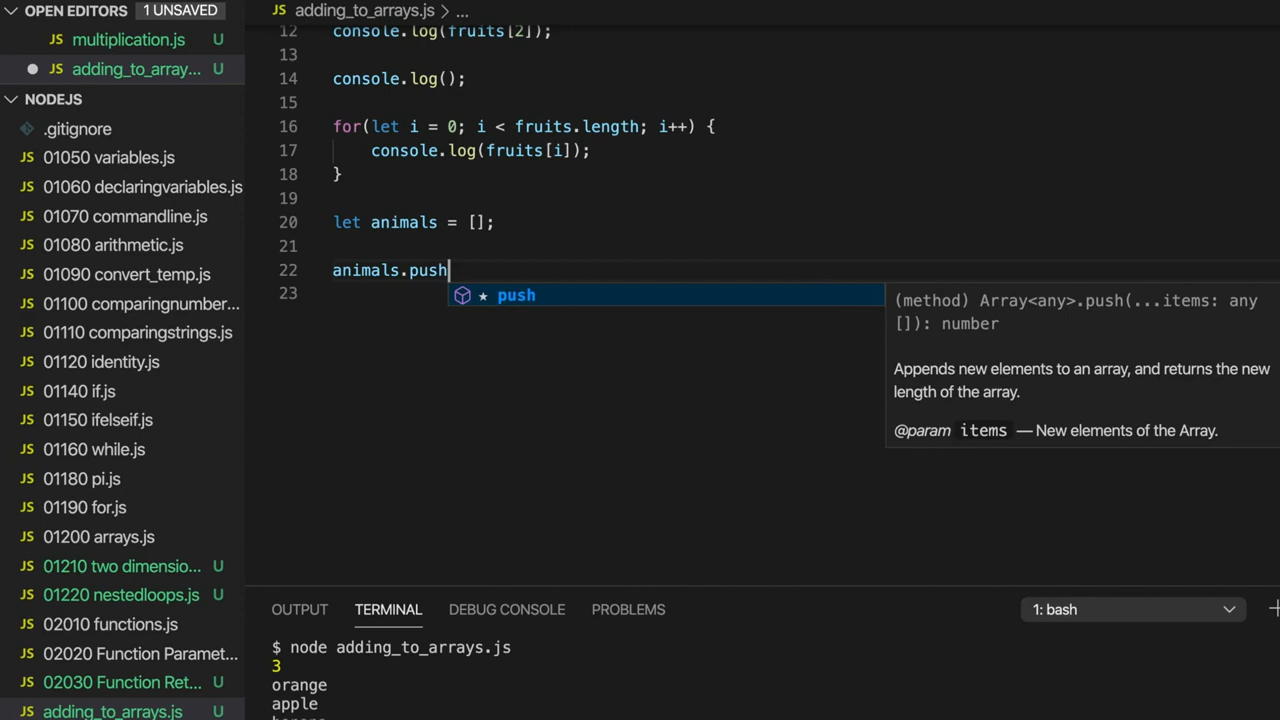 OPEN EDITORS 1 UNSAVED
JS multiplication.js U
JS adding_to_array... U
NODEJS
.gitignore
JS 01050 variables.js
JS 01060 declaringvariables.js
JS 01070 commandline.js
JS 01080 arithmetic.js
JS 01090 convert_temp.js
JS 01100 comparingnumber...
JS 01110 comparingstrings.js
JS 01120 identity.js
JS 01140 if.js
JS 01150 ifelseif.js
JS 01160 while.js
JS 01180 pi.js
JS 01190 for.js
JS 01200 arrays.js
JS 01210 two dimensio... U
JS 01220 nestedloops.js U
JS 02010 functions.js
JS 02020 Function Paramet...
JS 02030 Function Ret... U
JS adding_to_arrays.js U
JS adding_to_arrays.js > ...
12 console.log(fruits[2]);
13
14 console.log();
15
16 for(let i = 0; i < fruits.length; i++) {
17 console.log(fruits[i]);
18 }
19
20 let animals = [];
21
22 animals.push
23
push
(method) Array<any>.push(...items: any
[]): number
Appends new elements to an array, and returns the new
length of the array.
@param items — New elements of the Array.
OUTPUT TERMINAL DEBUG CONSOLE PROBLEMS 1: bash
$ node adding_to_arrays.js
3
orange
apple